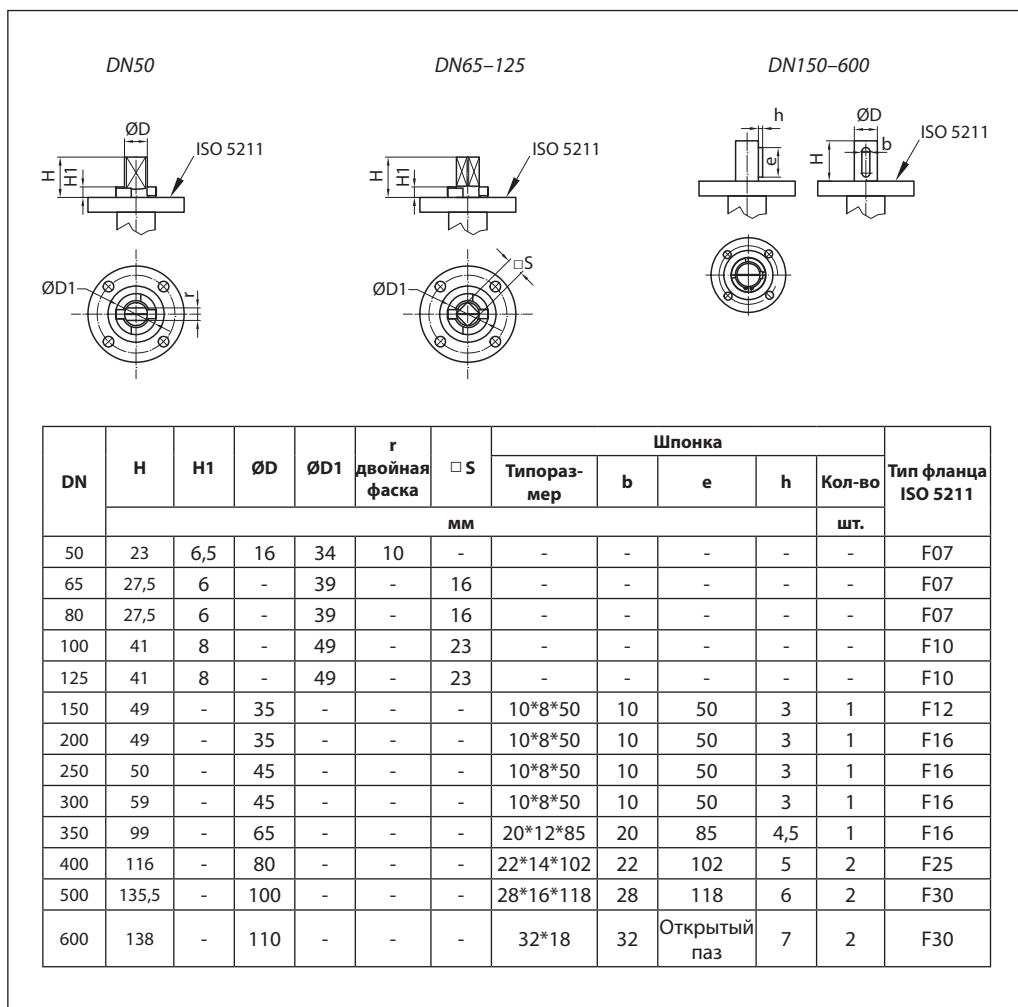 DN50 DN65–125 DN150–600
ØD ISO 5211 H H1
ISO 5211 H H1
h e ØD b H ISO 5211
ØD1 r
ØD1 □S
DN H H1 ØD ØD1 r двойная фаска □ S Шпонка Тип фланца ISO 5211
Типораз-мер b e h Кол-во
мм шт.
50 23 6,5 16 34 10 - - - - - - F07
65 27,5 6 - 39 - 16 - - - - - F07
80 27,5 6 - 39 - 16 - - - - - F07
100 41 8 - 49 - 23 - - - - - F10
125 41 8 - 49 - 23 - - - - - F10
150 49 - 35 - - - 10*8*50 10 50 3 1 F12
200 49 - 35 - - - 10*8*50 10 50 3 1 F16
250 50 - 45 - - - 10*8*50 10 50 3 1 F16
300 59 - 45 - - - 10*8*50 10 50 3 1 F16
350 99 - 65 - - - 20*12*85 20 85 4,5 1 F16
400 116 - 80 - - - 22*14*102 22 102 5 2 F25
500 135,5 - 100 - - - 28*16*118 28 118 6 2 F30
600 138 - 110 - - - 32*18 32 Открытый паз 7 2 F30